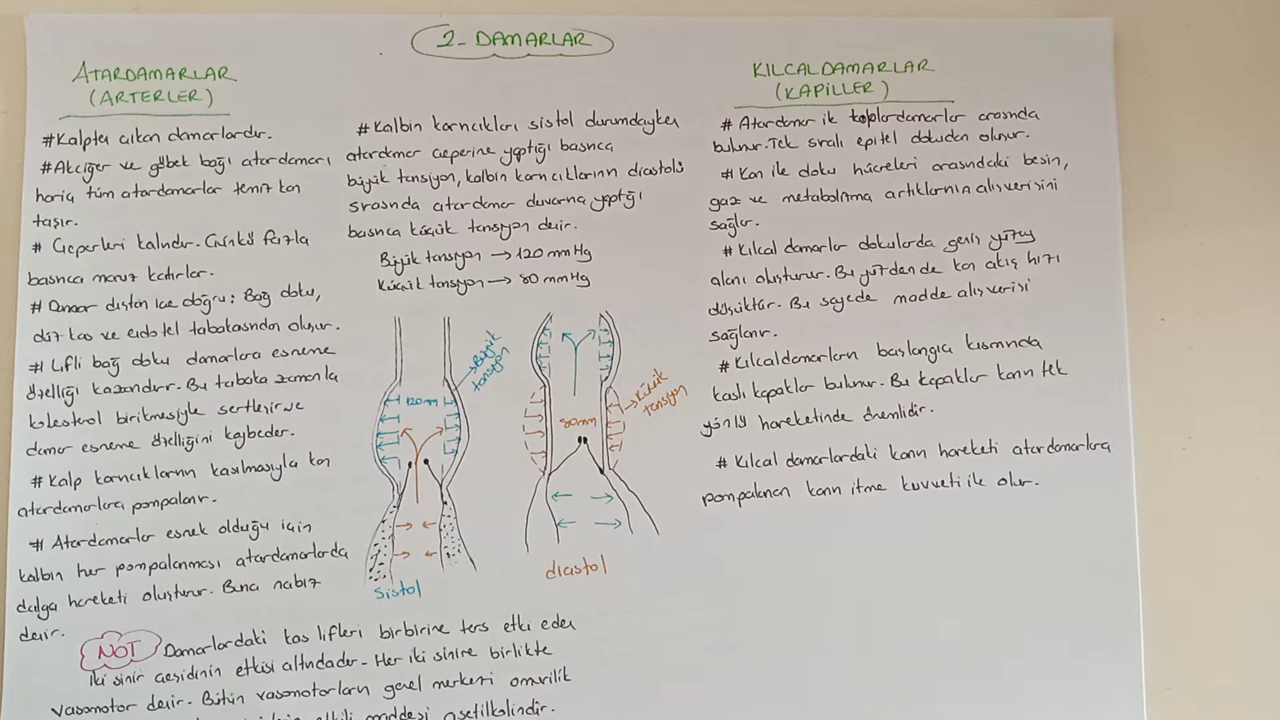 2- DAMARLAR
ATARDAMARLAR
(ARTERLER)
#Kalpten çıkan damarlardır.
#Akciğer ve göbek bağı atardamarı
hariç tüm atardamarlar temiz kan
taşır.
# Çeperleri kalındır. Çünkü fazla
basınca maruz kalırlar.
# Damar dıştan içe doğru: Bağ doku,
düz kas ve endotel tabakasından oluşur.
# Lifli bağ doku damarlara esneme
özelliği kazandırır. Bu tabaka zamanla
kolesterol birikmesiyle sertleşir ve
damar esneme özelliğini kaybeder.
# Kalp karıncıklarının kasılmasıyla kan
atardamarlara pompalanır.
# Atardamarlar esnek olduğu için
kalbin her pompalanması atardamarlarda
dalga hareketi oluşturur. Buna nabız
denir.
# Kalbin karıncıkları sistol durumdayken
atardamar çeperine yaptığı basınca
büyük tansiyon, kalbin karıncıklarının diastolü
sırasında atardamar duvarına yaptığı
basınca küçük tansiyon denir.
Büyük tansiyon → 120 mmHg
Küçük tansiyon → 80 mmHg
Büyük
tansiyon
120mm
sistol
Küçük
tansiyon
80mm
diastol
KILCALDAMARLAR
(KAPİLLER)
# Atardamar ile toplardamarlar arasında
bulunur. Tek sıralı epitel dokudan oluşur.
# Kan ile doku hücreleri arasındaki besin,
gaz ve metabolizma artıklarının alışverişini
sağlar.
# Kılcal damarlar dokularda geniş yüzey
alanı oluşturur. Bu yüzden de kan akış hızı
düşüktür. Bu sayede madde alışverişi
sağlanır.
# Kılcaldamarların başlangıç kısmında
kaslı kapaklar bulunur. Bu kapaklar kanın tek
yönlü hareketinde önemlidir.
# Kılcal damarlardaki kanın hareketi atardamarlara
pompalanan kanın itme kuvveti ile olur.
NOT Damarlardaki kas lifleri birbirine ters etki eden
iki sinir çeşidinin etkisi altındadır. Her iki sinire birlikte
vasomotor denir. Bütün vasomotorların genel merkezi omurilik
etkili maddesi asetilkolindir.